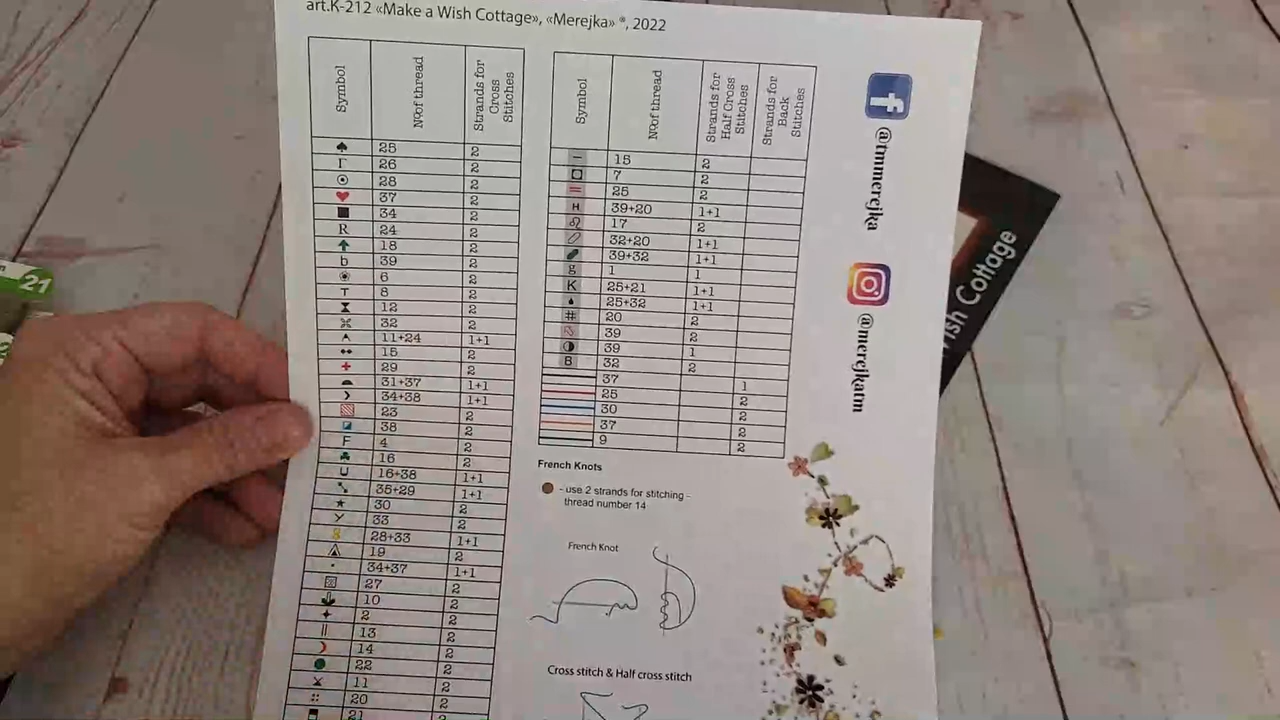 art.K-212 «Make a Wish Cottage», «Merejka» ®, 2022
Symbol Nºof thread Strands for Cross Stitches
25 2
Г 26 2
28 2
37 2
34 2
R 24 2
18 2
b 39 2
6 2
T 8 2
12 2
32 2
11+24 1+1
15 2
29 2
31+37 1+1
34+38 1+1
23 2
38 2
F 4 2
16 2
U 16+38 1+1
35+29 1+1
30 2
Y 33 2
8 28+33 1+1
19 2
34+37 1+1
27 2
10 2
2 2
13 2
14 2
22 2
11 2
20 2
21 2
Symbol Nºof thread Strands for Half Cross Stitches Strands for Back Stitches
15 2
7 2
25 2
H 39+20 1+1
17 2
32+20 1+1
39+32 1+1
g 1 1
K 25+21 1+1
25+32 1+1
# 20 2
39 2
39 1
B 32 2
37 1
25 2
30 2
37 2
9 2
French Knots
- use 2 strands for stitching -
thread number 14
French Knot
Cross stitch & Half cross stitch
@tmmerejka
@merejkatm
ish Cottage
21